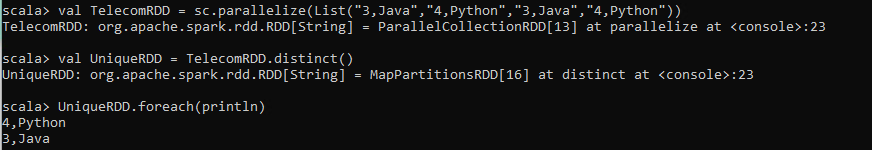 scala> val TelecomRDD = sc.parallelize(List("3,Java","4,Python","3,Java","4,Python"))
TelecomRDD: org.apache.spark.rdd.RDD[String] = ParallelCollectionRDD[13] at parallelize at <console>:23
scala> val UniqueRDD = TelecomRDD.distinct()
UniqueRDD: org.apache.spark.rdd.RDD[String] = MapPartitionsRDD[16] at distinct at <console>:23
scala> UniqueRDD.foreach(println)
4,Python
3,Java